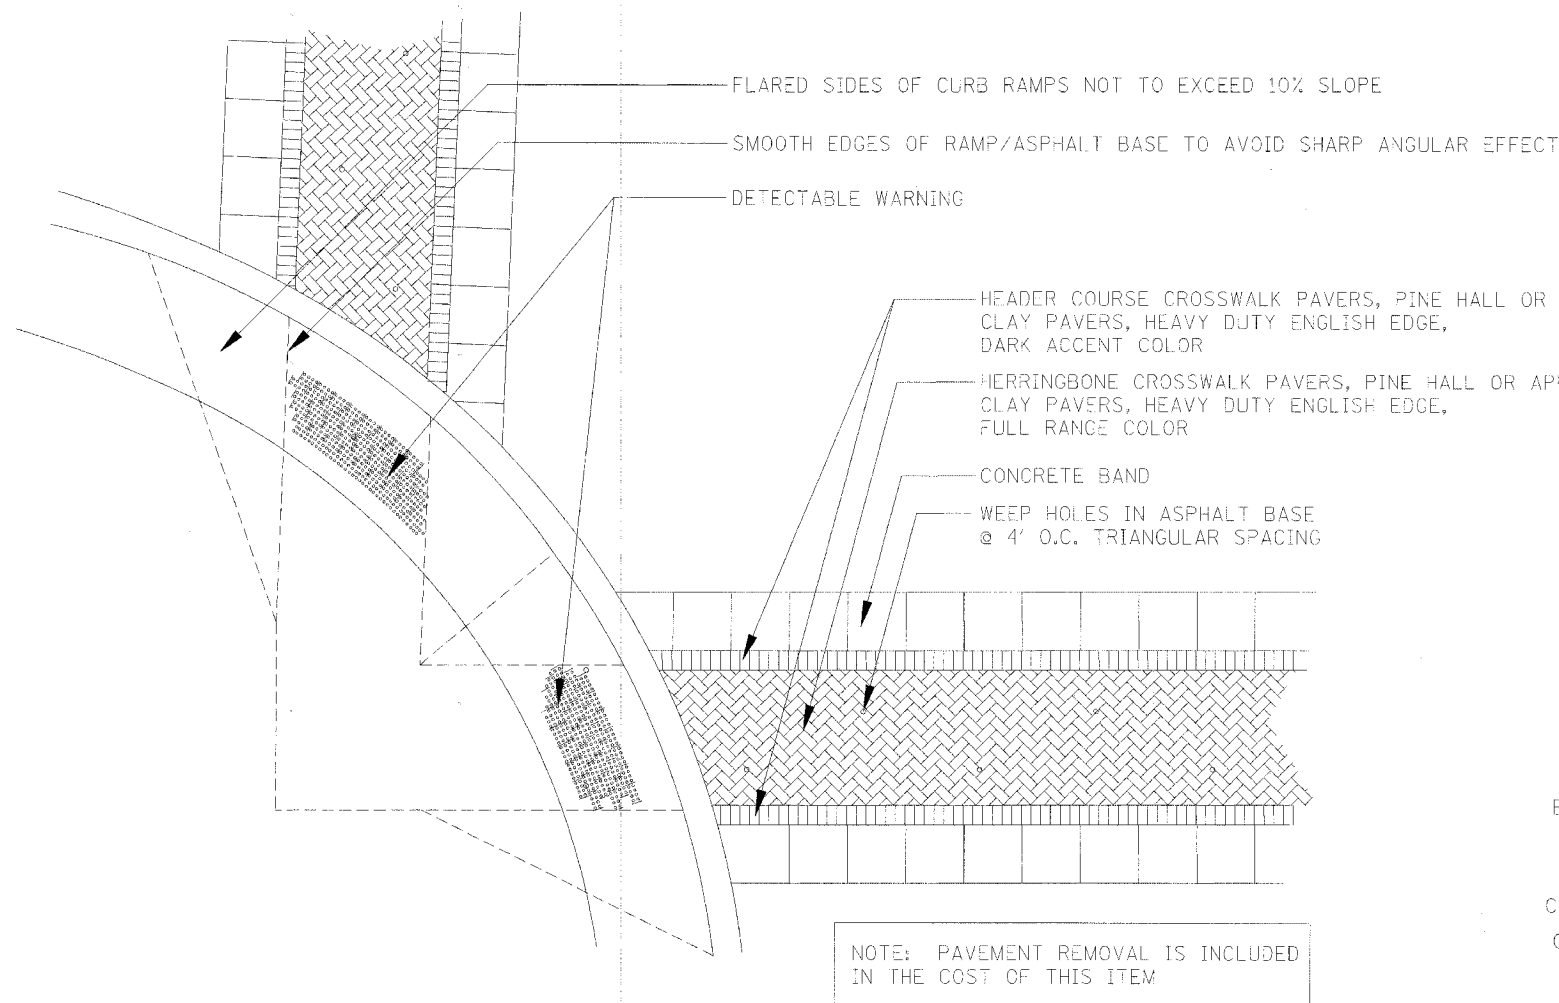 FLARED SIDES OF CURB RAMPS NOT TO EXCEED 10% SLOPE
SMOOTH EDGES OF RAMP/ASPHALT BASE TO AVOID SHARP ANGULAR EFFECT
DETECTABLE WARNING
HEADER COURSE CROSSWALK PAVERS, PINE HALL OR
CLAY PAVERS, HEAVY DUTY ENGLISH EDGE,
DARK ACCENT COLOR
HERRINGBONE CROSSWALK PAVERS, PINE HALL OR
CLAY PAVERS, HEAVY DUTY ENGLISH EDGE,
FULL RANGE COLOR
CONCRETE BAND
WEEP HOLES IN ASPHALT BASE
@ 4' O.C. TRIANGULAR SPACING
NOTE: PAVEMENT REMOVAL IS INCLUDED
IN THE COST OF THIS ITEM